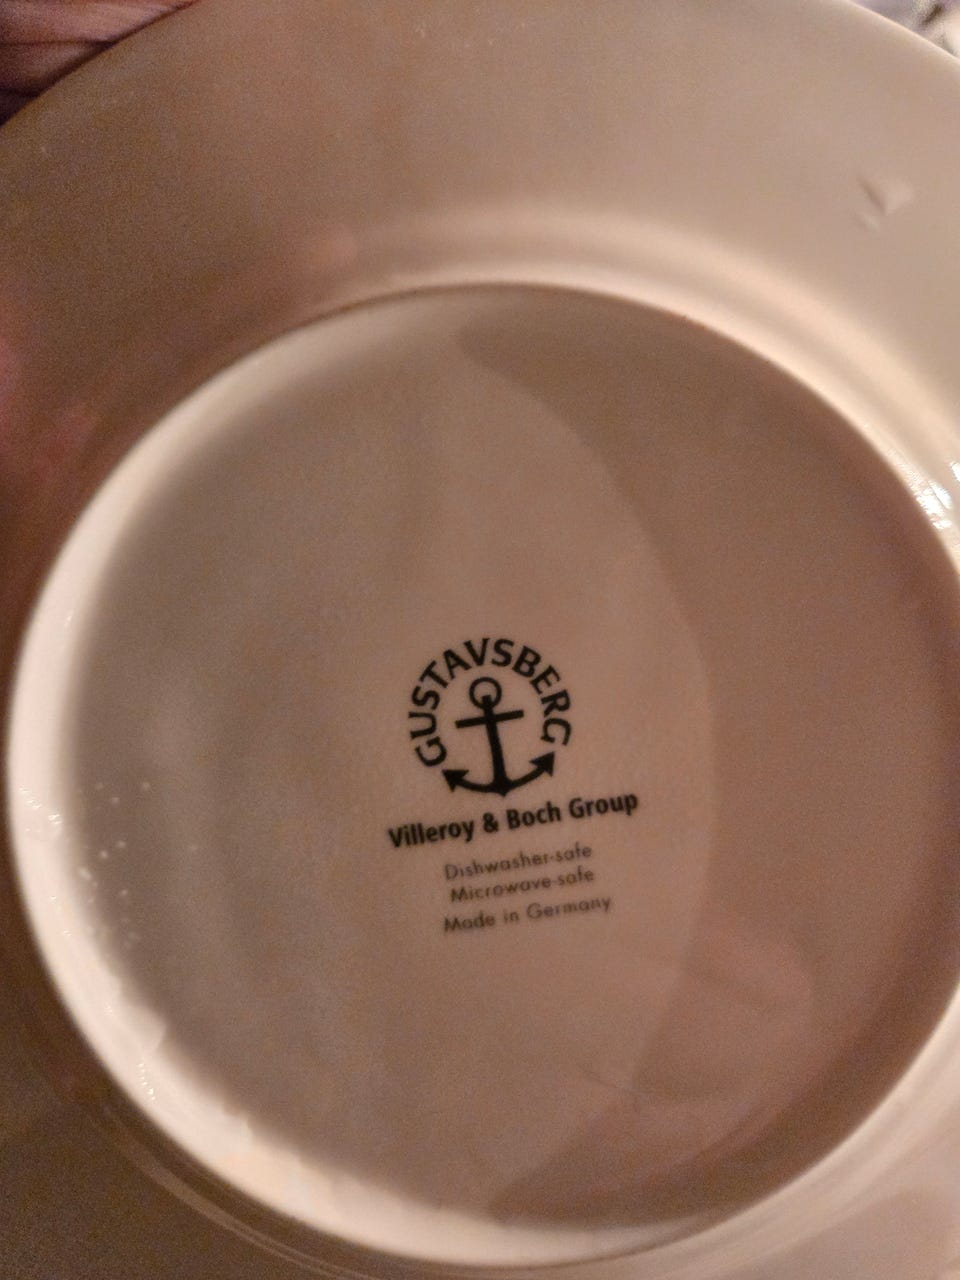 GUSTAVSBERG
Villeroy & Boch Group
Dishwasher-safe
Microwave-safe
Made in Germany